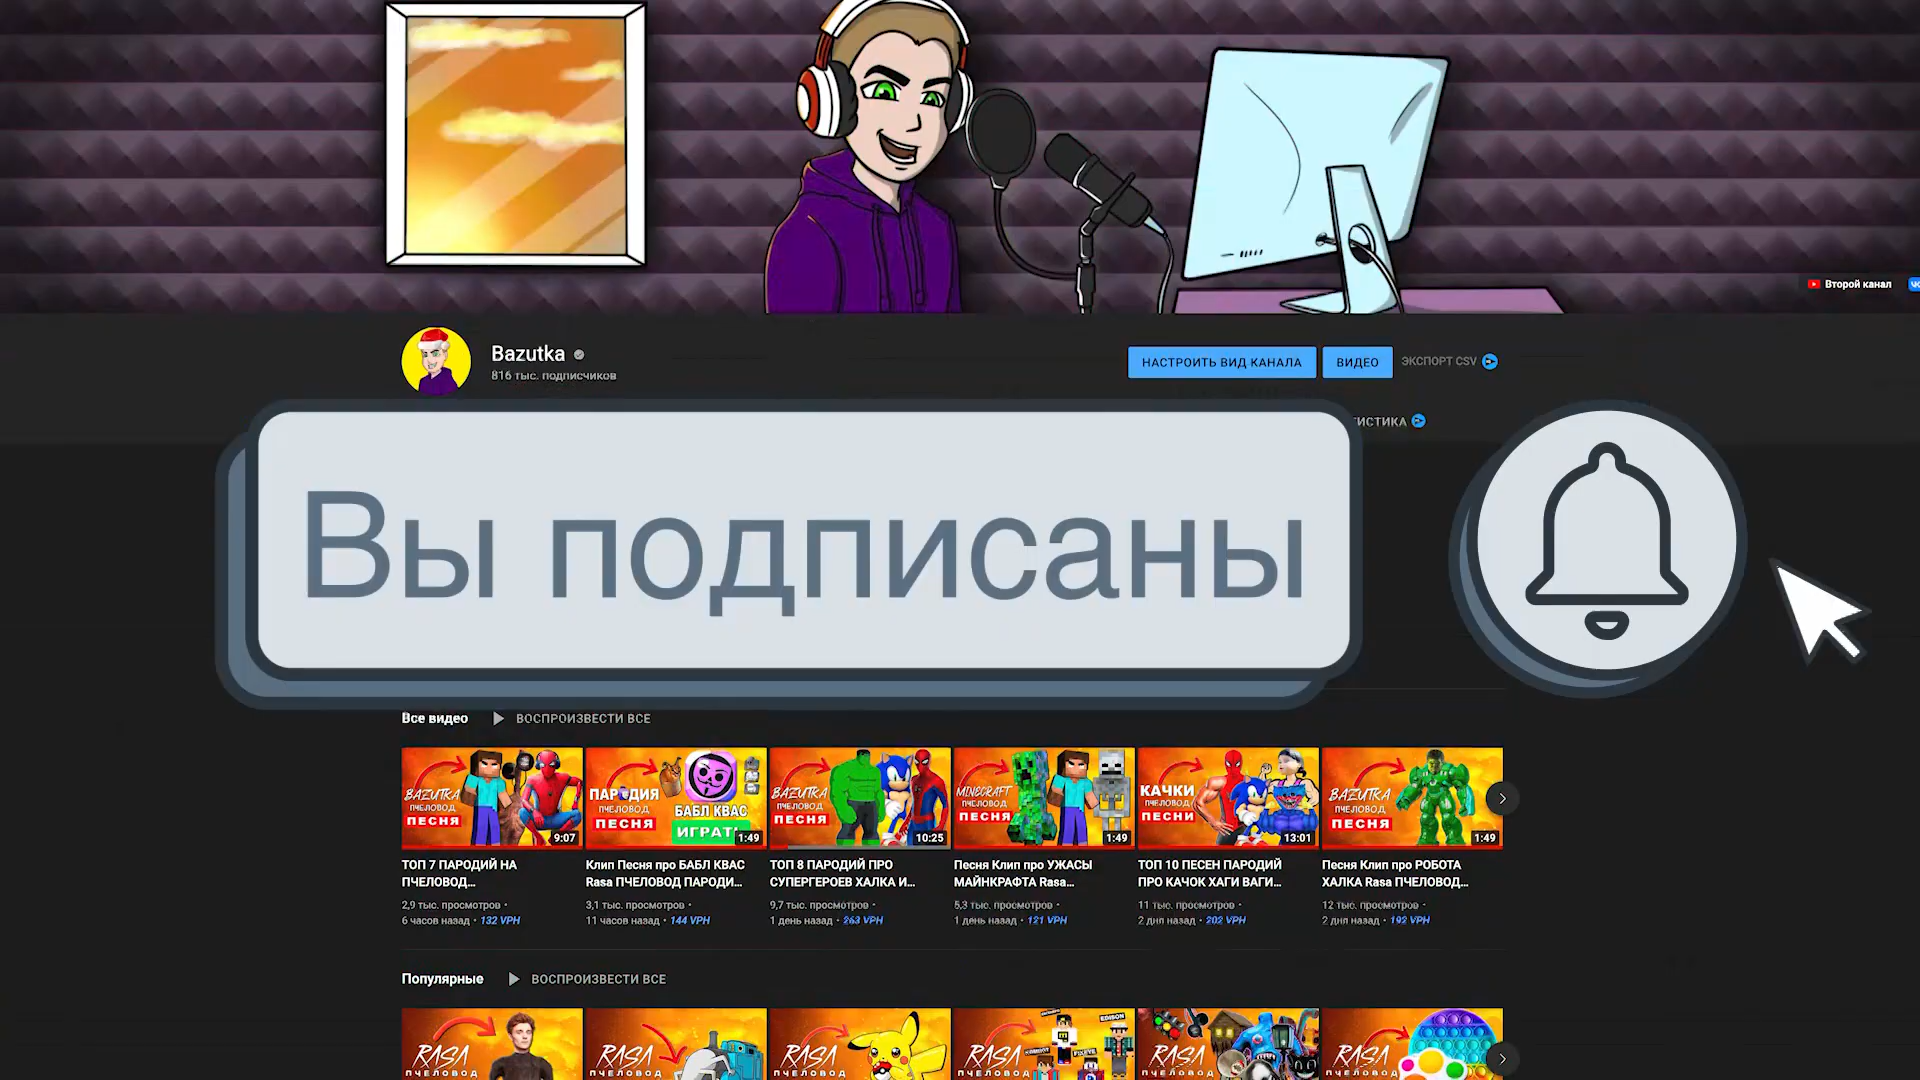 Второй канал
Bazutka
816 тыс. подписчиков
НАСТРОИТЬ ВИД КАНАЛА
ВИДЕО
ЭКСПОРТ CSV
ИСТИКА
Вы подписаны
Все видео
ВОСПРОИЗВЕСТИ ВСЕ
BAZUTKA
ПЧЕЛОВОД
ПЕСНЯ
9:07
ПАРОДИЯ
ПЧЕЛОВОД
ПЕСНЯ
БАБЛ КВАС
ИГРАТЬ
1:49
BAZUTKA
ПЧЕЛОВОД
ПЕСНЯ
10:25
MINECRAFT
ПЧЕЛОВОД
ПЕСНЯ
1:49
КАЧКИ
ПЧЕЛОВОД
ПЕСНИ
13:01
BAZUTKA
ПЧЕЛОВОД
ПЕСНЯ
1:49
ТОП 7 ПАРОДИЙ НА
ПЧЕЛОВОД...
2,9 тыс. просмотров •
6 часов назад • 132 VPH
Клип Песня про БАБЛ КВАС
Rasa ПЧЕЛОВОД ПАРОДИ...
3,1 тыс. просмотров •
11 часов назад • 144 VPH
ТОП 8 ПАРОДИЙ ПРО
СУПЕРГЕРОЕВ ХАЛКА И...
9,7 тыс. просмотров •
1 день назад • 263 VPH
Песня Клип про УЖАСЫ
МАЙНКРАФТА Rasa...
5,3 тыс. просмотров •
1 день назад • 121 VPH
ТОП 10 ПЕСЕН ПАРОДИЙ
ПРО КАЧОК ХАГИ ВАГИ...
11 тыс. просмотров •
2 дня назад • 202 VPH
Песня Клип про РОБОТА
ХАЛКА Rasa ПЧЕЛОВОД...
12 тыс. просмотров •
2 дня назад • 192 VPH
Популярные
ВОСПРОИЗВЕСТИ ВСЕ
RASA
ПЧЕЛОВОД
RASA
ПЧЕЛОВОД
RASA
ПЧЕЛОВОД
RASA
ПЧЕЛОВОД
EDISON
RASA
ПЧЕЛОВОД
RASA
ПЧЕЛОВОД